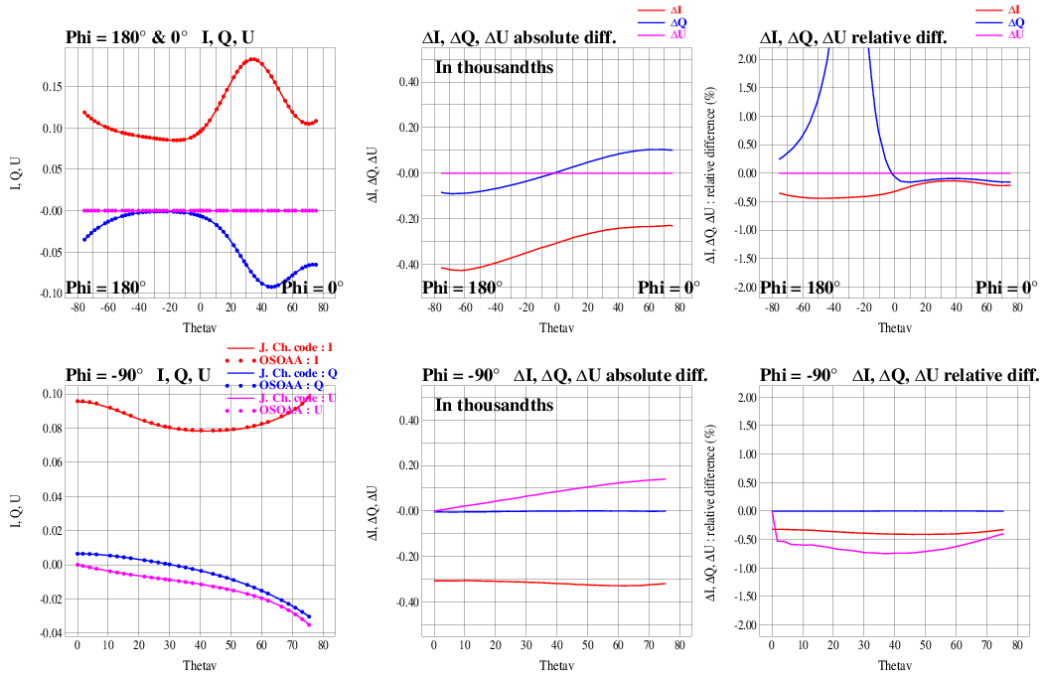 ΔI
ΔQ
ΔU
ΔI
ΔQ
ΔU
Phi = 180° & 0° I, Q, U
ΔI, ΔQ, ΔU absolute diff.
ΔI, ΔQ, ΔU relative diff.
In thousandths
0.15
0.10
0.05
-0.00
-0.05
-0.10
I, Q, U
0.40
0.20
-0.00
-0.20
-0.40
ΔI, ΔQ, ΔU
2.00
1.50
1.00
0.50
-0.00
-0.50
-1.00
-1.50
-2.00
ΔI, ΔQ, ΔU : relative difference (%)
Phi = 180°
Phi = 0°
Phi = 180°
Phi = 0°
Phi = 180°
Phi = 0°
-80 -60 -40 -20 0 20 40 60 80
-80 -60 -40 -20 0 20 40 60 80
-80 -60 -40 -20 0 20 40 60 80
Thetav
Thetav
Thetav
J. Ch. code : I
OSOAA : I
J. Ch. code : Q
OSOAA : Q
J. Ch. code : U
OSOAA : U
Phi = -90° I, Q, U
Phi = -90° ΔI, ΔQ, ΔU absolute diff.
Phi = -90° ΔI, ΔQ, ΔU relative diff.
In thousandths
0.10
0.08
0.06
0.04
0.02
0.00
-0.02
-0.04
I, Q, U
0.40
0.20
-0.00
-0.20
-0.40
ΔI, ΔQ, ΔU
2.00
1.50
1.00
0.50
-0.00
-0.50
-1.00
-1.50
-2.00
ΔI, ΔQ, ΔU : relative difference (%)
0 10 20 30 40 50 60 70 80
0 10 20 30 40 50 60 70 80
0 10 20 30 40 50 60 70 80
Thetav
Thetav
Thetav